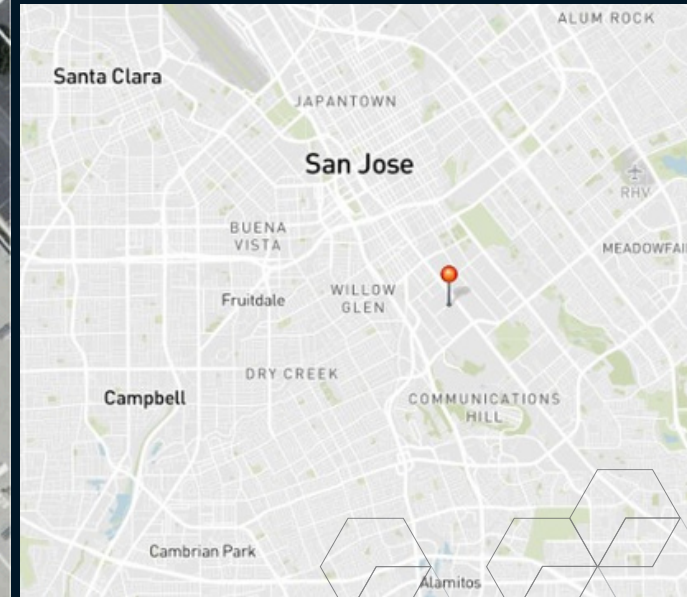 ALUM ROCK
Santa Clara
JAPANTOWN
San Jose
RHV
BUENA
VISTA
MEADOWFAI
WILLOW
GLEN
Fruitdale
DRY CREEK
Campbell
COMMUNICATIONS
HILL
Cambrian Park
Alamitos